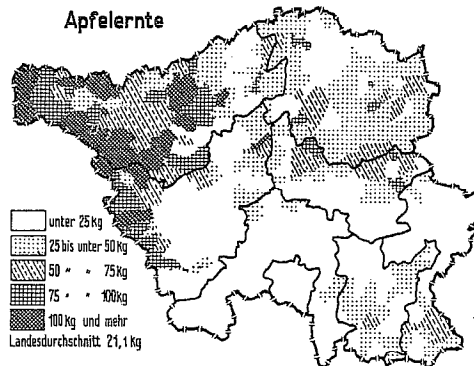 Apfelernte
unter 25 kg
25 bis unter 50 kg
50 " " 75 kg
75 " " 100 kg
100 kg und mehr
Landesdurchschnitt 21,1 kg